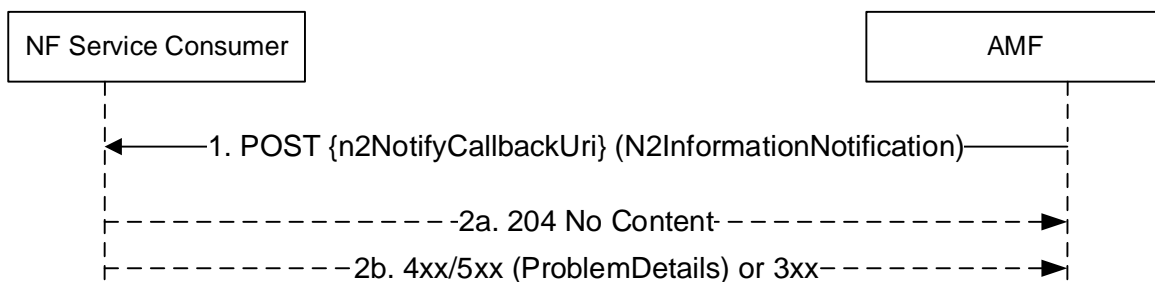 NF Service Consumer
AMF
1. POST {n2NotifyCallbackUri} (N2InformationNotification)
2a. 204 No Content
2b. 4xx/5xx (ProblemDetails) or 3xx